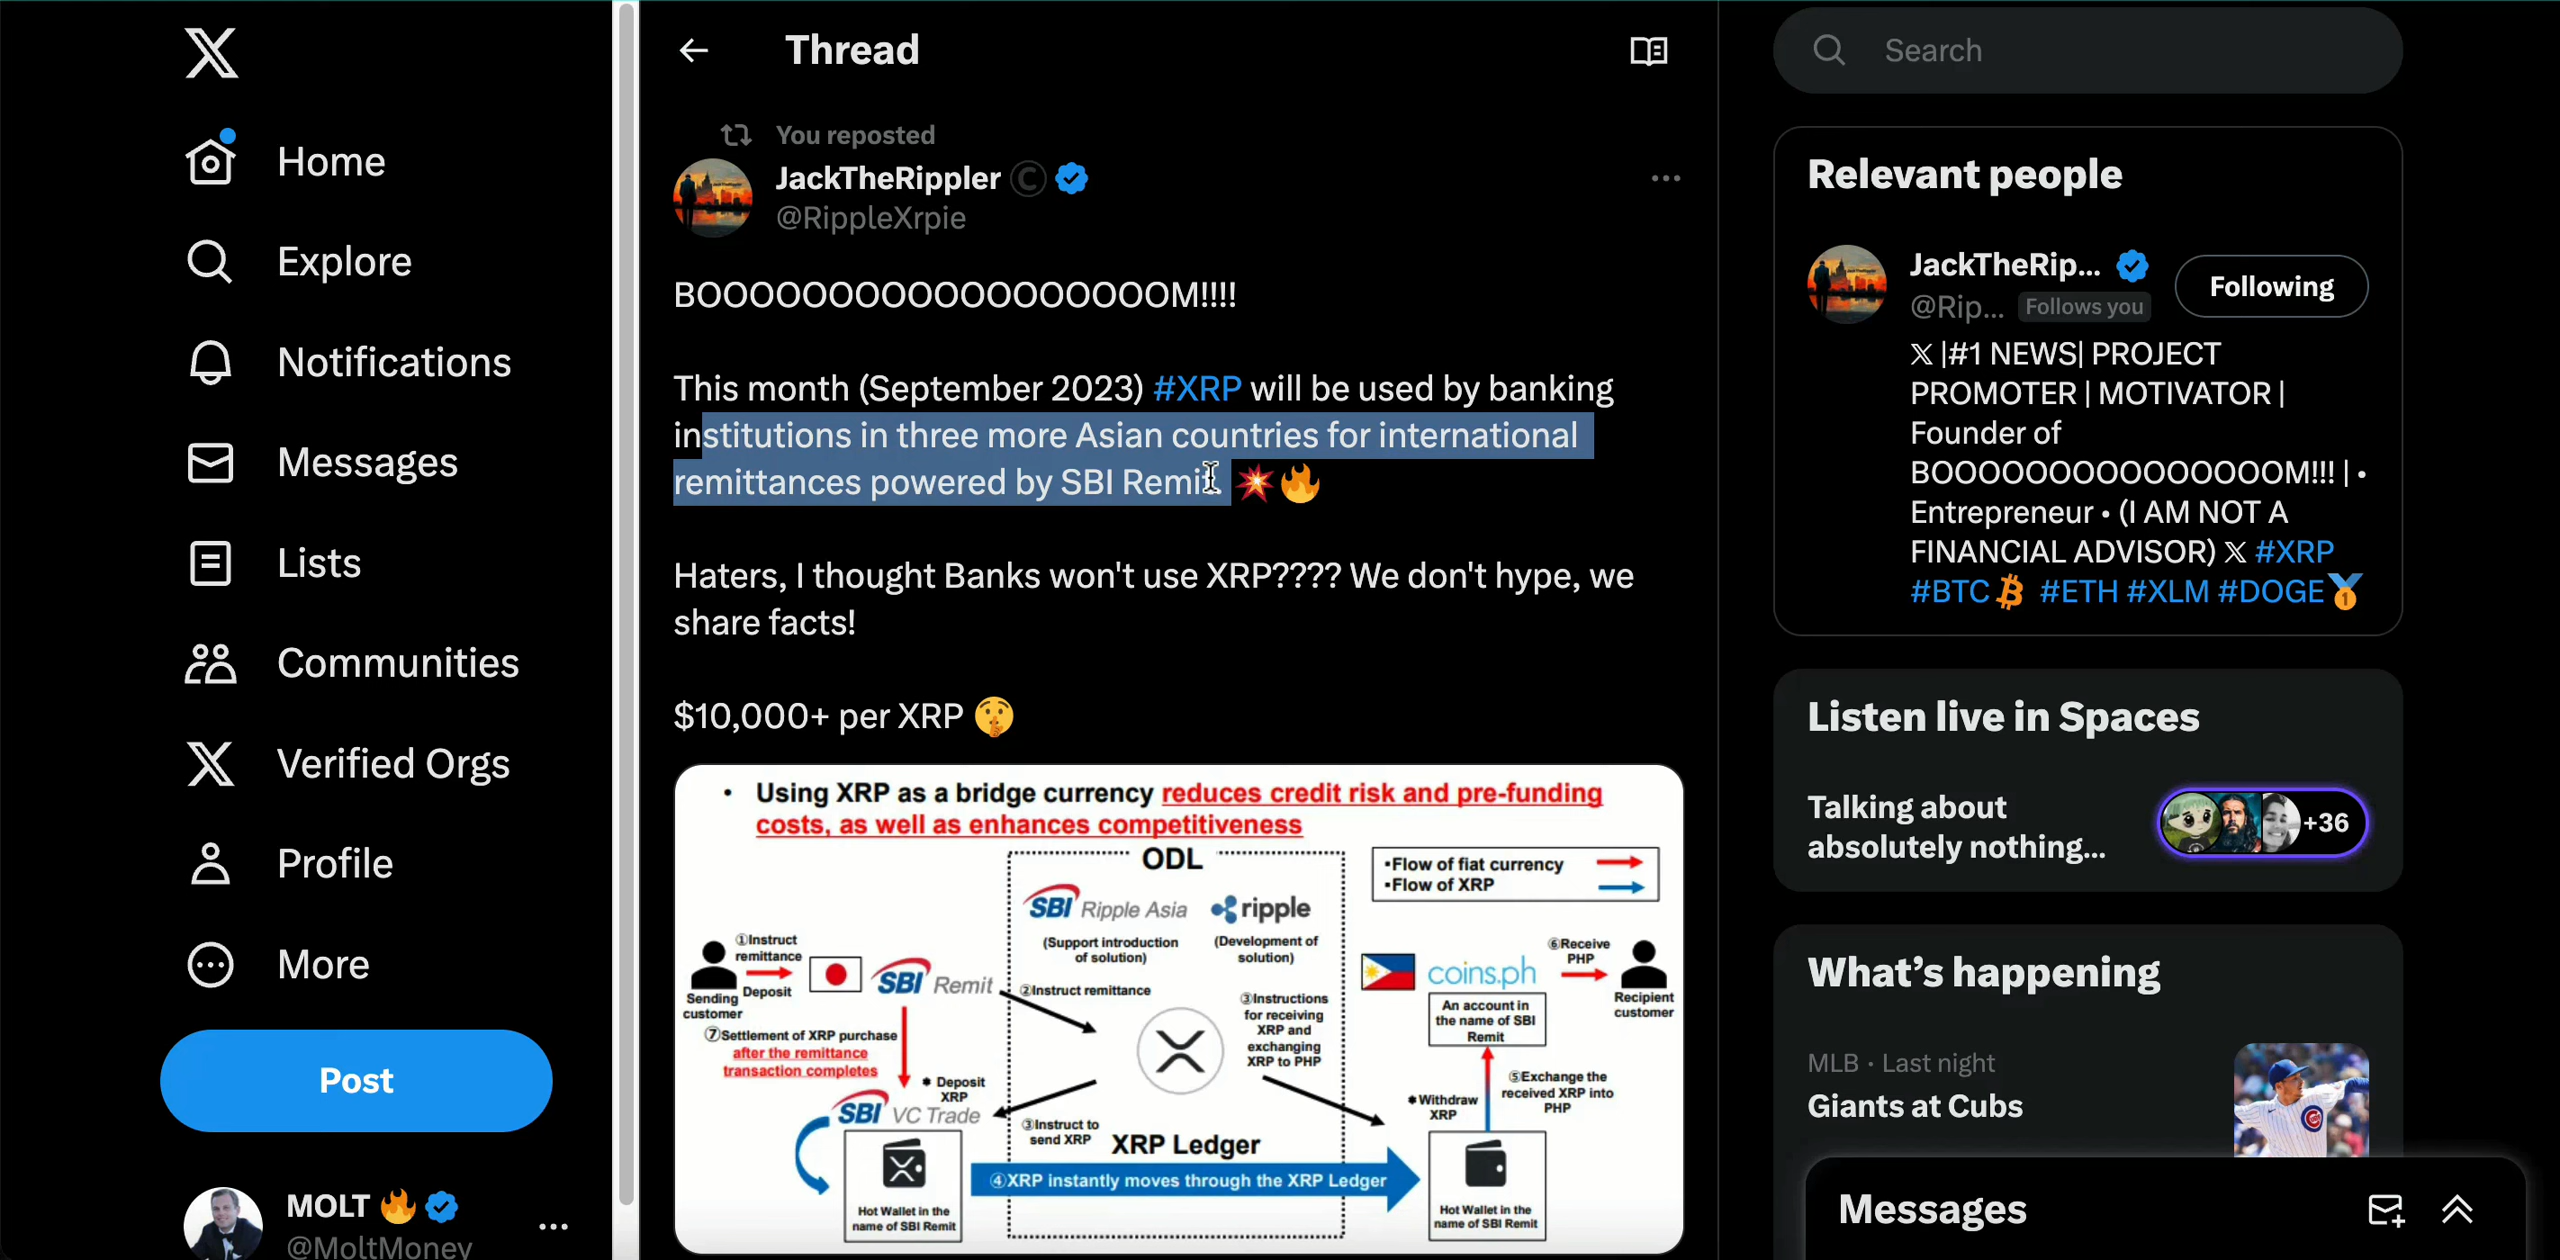 Home
Explore
Notifications
Messages
Lists
Communities
Verified Orgs
Profile
More
Post
MOLT 🔥
@MoltMoney
Thread
You reposted
JackTheRippler ©
@RippleXrpie
BOOOOOOOOOOOOOOOOOOM!!!!
This month (September 2023) #XRP will be used by banking
institutions in three more Asian countries for international
remittances powered by SBI Remit. 💥🔥
Haters, I thought Banks won't use XRP???? We don't hype, we
share facts!
$10,000+ per XRP 🤫
• Using XRP as a bridge currency reduces credit risk and pre-funding
costs, as well as enhances competitiveness
ODL
▪Flow of fiat currency
▪Flow of XRP
SBI Ripple Asia
ripple
(Support introduction
of solution)
(Development of
solution)
①Instruct
remittance
Deposit
Sending
customer
SBI Remit
②Instruct remittance
③Instructions
for receiving
XRP and
exchanging
XRP to PHP
coins.ph
⑥Receive
PHP
Recipient
customer
An account in
the name of SBI
Remit
⑦Settlement of XRP purchase
after the remittance
transaction completes
* Deposit
XRP
SBI VC Trade
③Instruct to
send XRP
XRP Ledger
*Withdraw
XRP
⑤Exchange the
received XRP into
PHP
④XRP instantly moves through the XRP Ledger
Hot Wallet in the
name of SBI Remit
Hot Wallet in the
name of SBI Remit
Search
Relevant people
JackTheRip...
@Rip... Follows you
Following
𝕏 |#1 NEWS| PROJECT
PROMOTER | MOTIVATOR |
Founder of
BOOOOOOOOOOOOOOOM!!! | •
Entrepreneur • (I AM NOT A
FINANCIAL ADVISOR) 𝕏 #XRP
#BTC #ETH #XLM #DOGE🏅
Listen live in Spaces
Talking about
absolutely nothing...
+36
What’s happening
MLB · Last night
Giants at Cubs
Messages